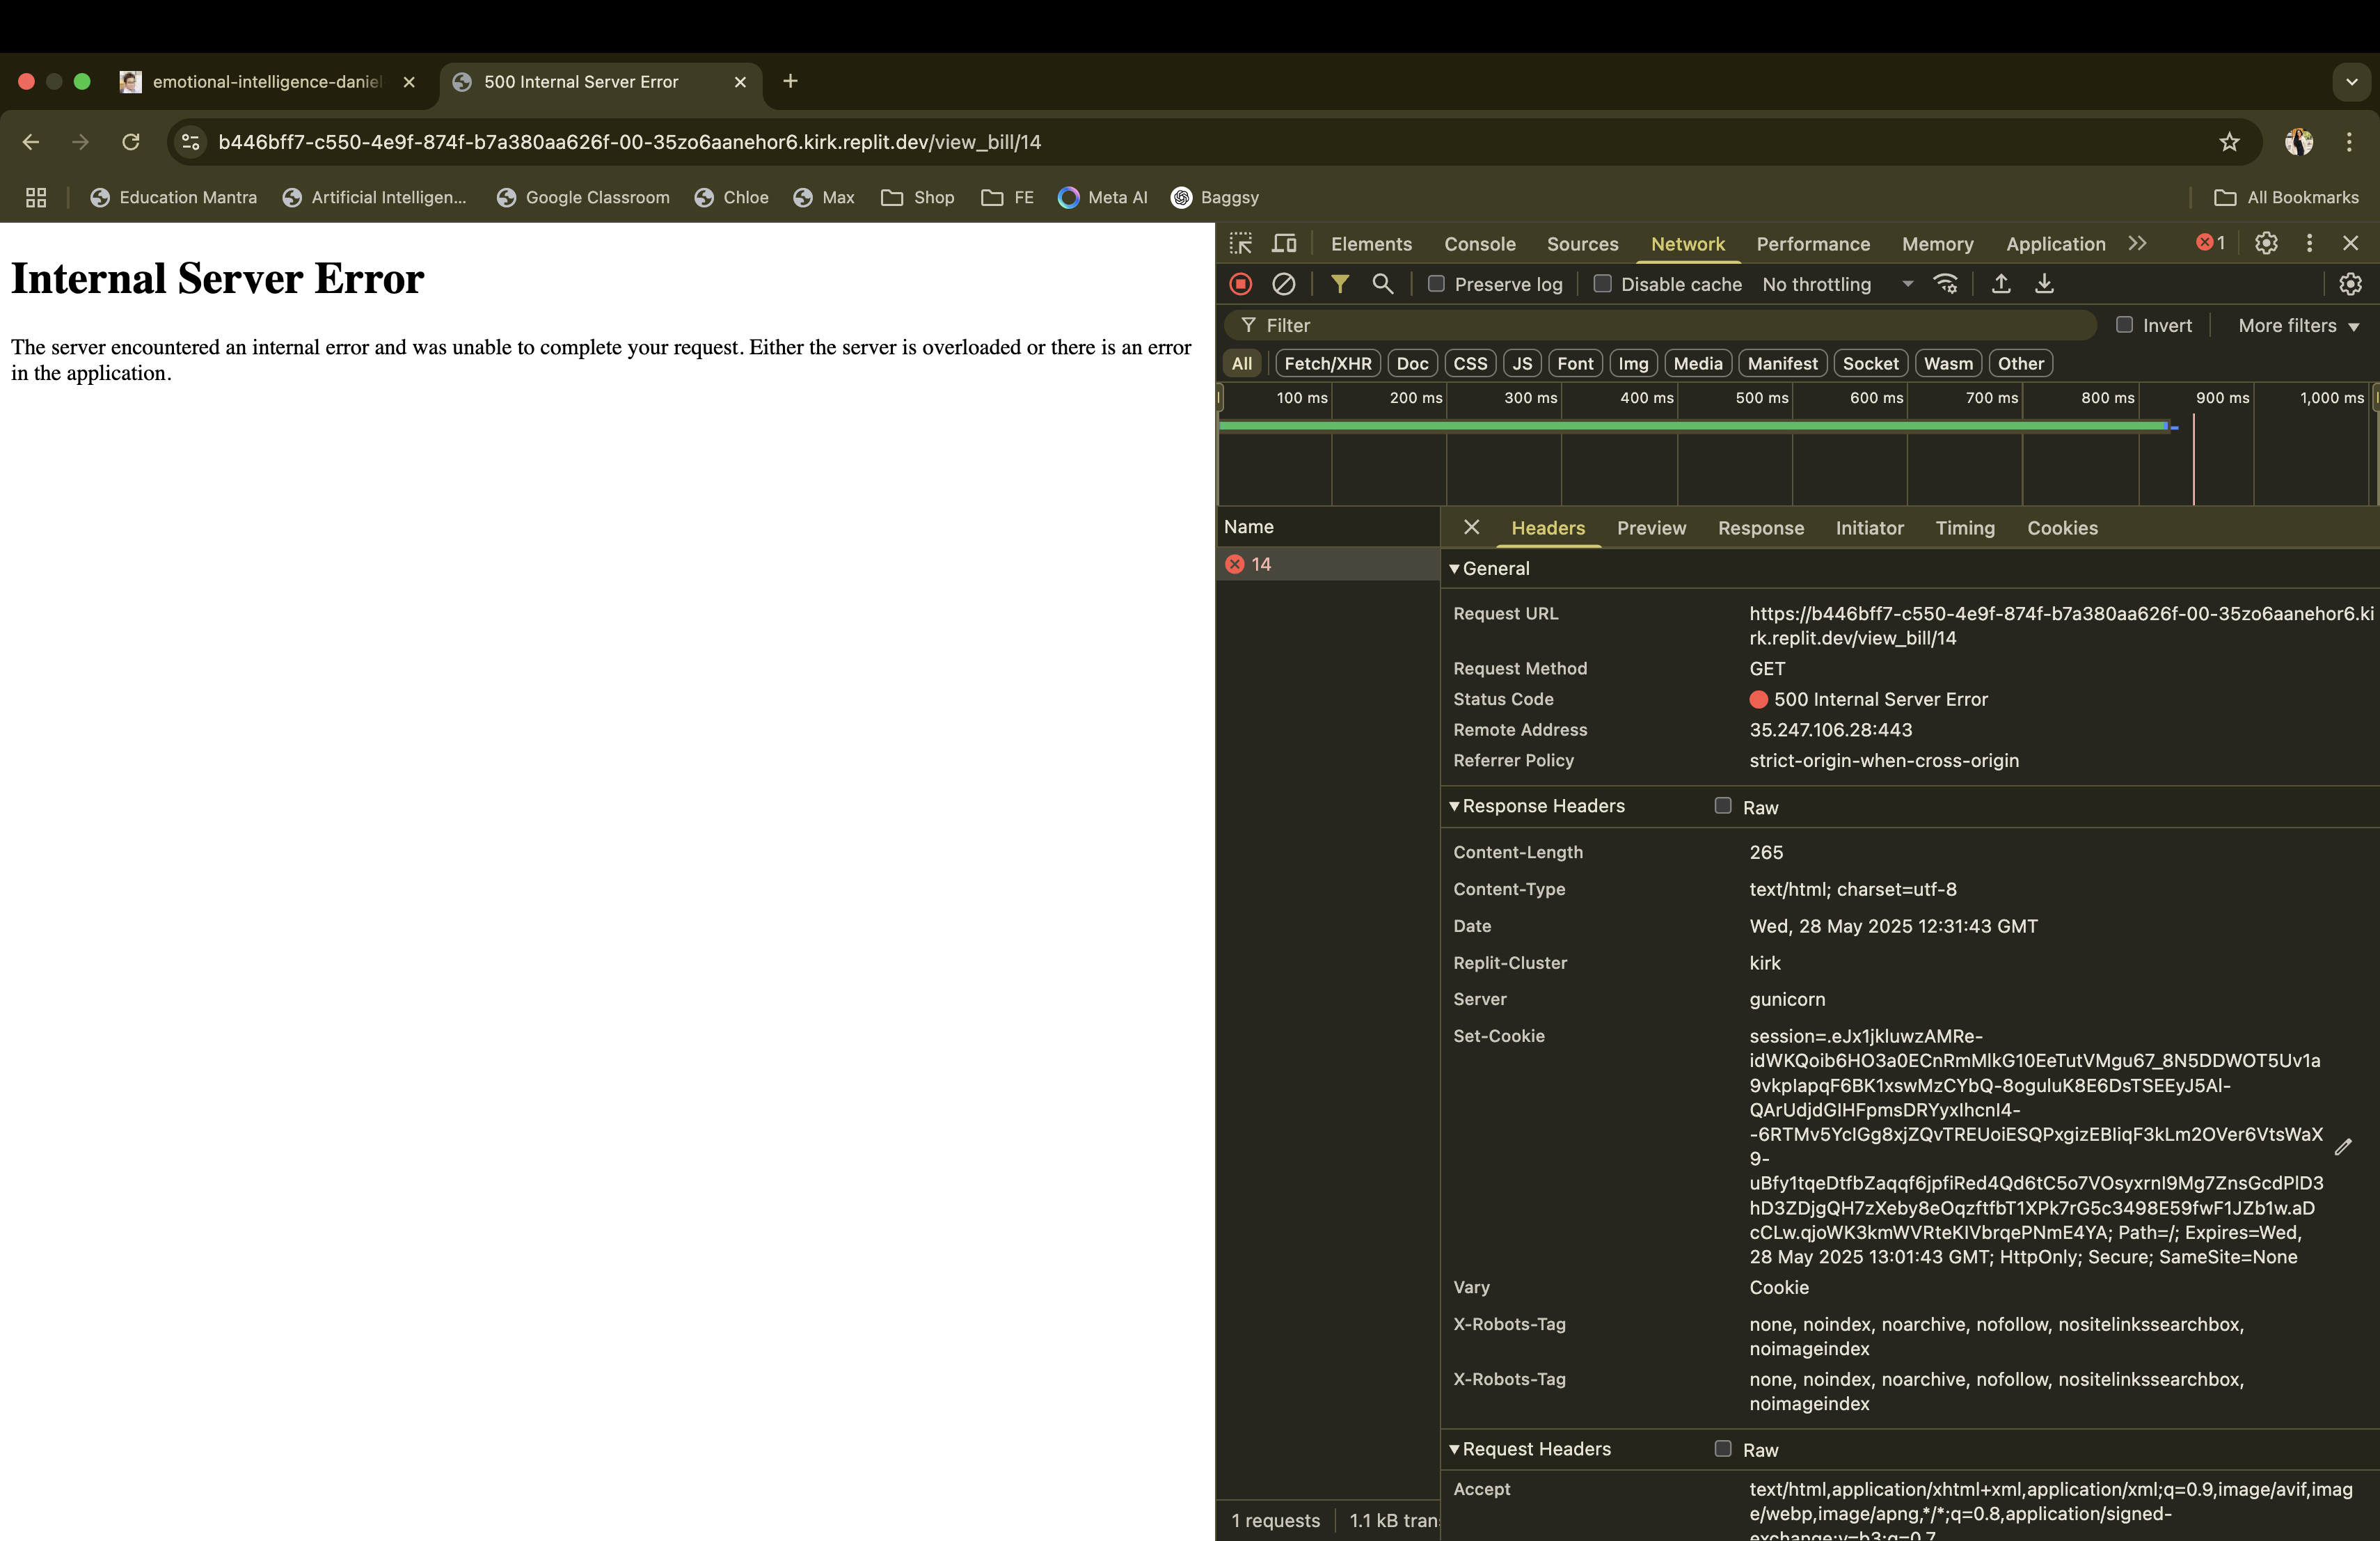 emotional-intelligence-daniel
500 Internal Server Error
b446bff7-c550-4e9f-874f-b7a380aa626f-00-35zo6aanehor6.kirk.replit.dev/view_bill/14
Education Mantra
Artificial Intelligen...
Google Classroom
Chloe
Max
Shop
FE
Meta AI
Baggsy
All Bookmarks
Internal Server Error
The server encountered an internal error and was unable to complete your request. Either the server is overloaded or there is an error
in the application.
Elements Console Sources Network Performance Memory Application 1
Preserve log Disable cache No throttling
Filter Invert More filters
All Fetch/XHR Doc CSS JS Font Img Media Manifest Socket Wasm Other
100 ms 200 ms 300 ms 400 ms 500 ms 600 ms 700 ms 800 ms 900 ms 1,000 ms
Name
14
Headers Preview Response Initiator Timing Cookies
General
Request URL
https://b446bff7-c550-4e9f-874f-b7a380aa626f-00-35zo6aanehor6.ki
rk.replit.dev/view_bill/14
Request Method GET
Status Code 500 Internal Server Error
Remote Address 35.247.106.28:443
Referrer Policy strict-origin-when-cross-origin
Response Headers Raw
Content-Length 265
Content-Type text/html; charset=utf-8
Date Wed, 28 May 2025 12:31:43 GMT
Replit-Cluster kirk
Server gunicorn
Set-Cookie session=.eJx1jkluwzAMRe-
idWKQoib6HO3a0ECnRmMlkG10EeTutVMgu67_8N5DDWOT5Uv1a
9vkpIapqF6BK1xswMzCYbQ-8oguluK8E6DsTSEEyJ5Al-
QArUdjdGIHFpmsDRYyxIhcnI4-
-6RTMv5YcIGg8xjZQvTREUoiESQPxgizEBIiqF3kLm2OVer6VtsWaX
9-
uBfy1tqeDtfbZaqqf6jpfiRed4Qd6tC5o7VOsyxrnI9Mg7ZnsGcdPlD3
hD3ZDjgQH7zXeby8eOqzftfbT1XPk7rG5c3498E59fwF1JZb1w.aD
cCLw.qjoWK3kmWVRteKIVbrqePNmE4YA; Path=/; Expires=Wed,
28 May 2025 13:01:43 GMT; HttpOnly; Secure; SameSite=None
Vary Cookie
X-Robots-Tag none, noindex, noarchive, nofollow, nositelinkssearchbox,
noimageindex
X-Robots-Tag none, noindex, noarchive, nofollow, nositelinkssearchbox,
noimageindex
Request Headers Raw
Accept text/html,application/xhtml+xml,application/xml;q=0.9,image/avif,imag
e/webp,image/apng,*/*;q=0.8,application/signed-
exchange;v=b3;q=0.7
1 requests 1.1 kB tran